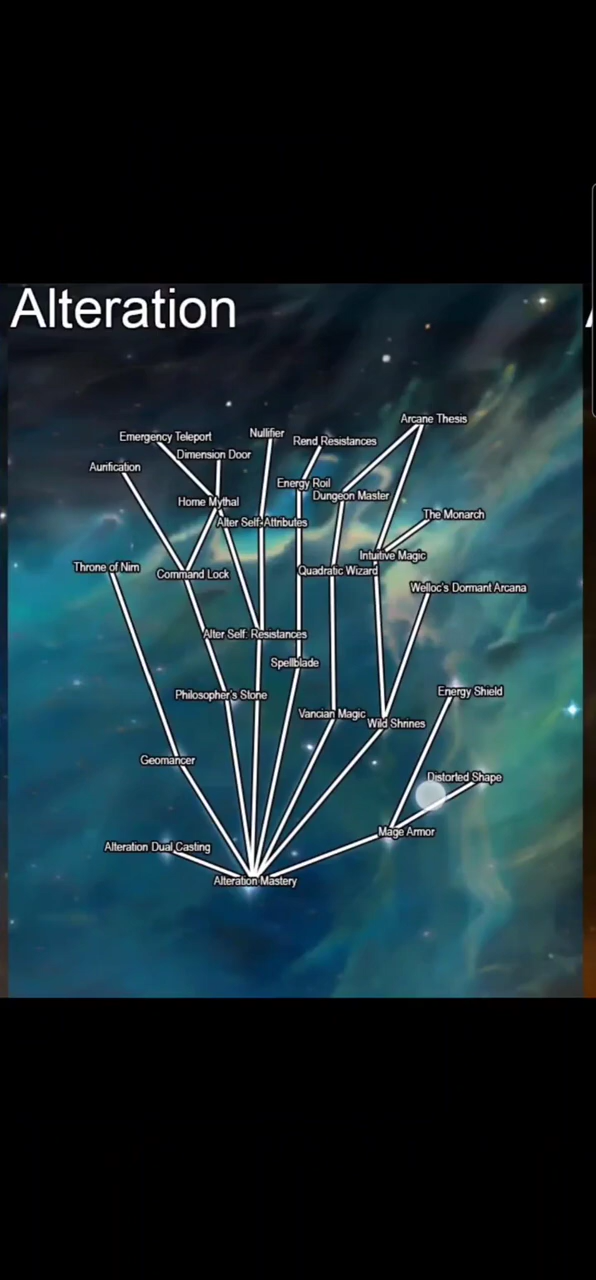 Alteration
Arcane Thesis
Nullifier
Emergency Teleport
Rend Resistances
Dimension Door
Aurification
Energy Roil
Dungeon Master
Home Mythal
The Monarch
Alter Self: Attributes
Intuitive Magic
Throne of Nim
Command Lock
Quadratic Wizard
Welloc's Dormant Arcana
Alter Self: Resistances
Spellblade
Energy Shield
Philosopher's Stone
Vancian Magic
Wild Shrines
Geomancer
Distorted Shape
Mage Armor
Alteration Dual Casting
Alteration Mastery